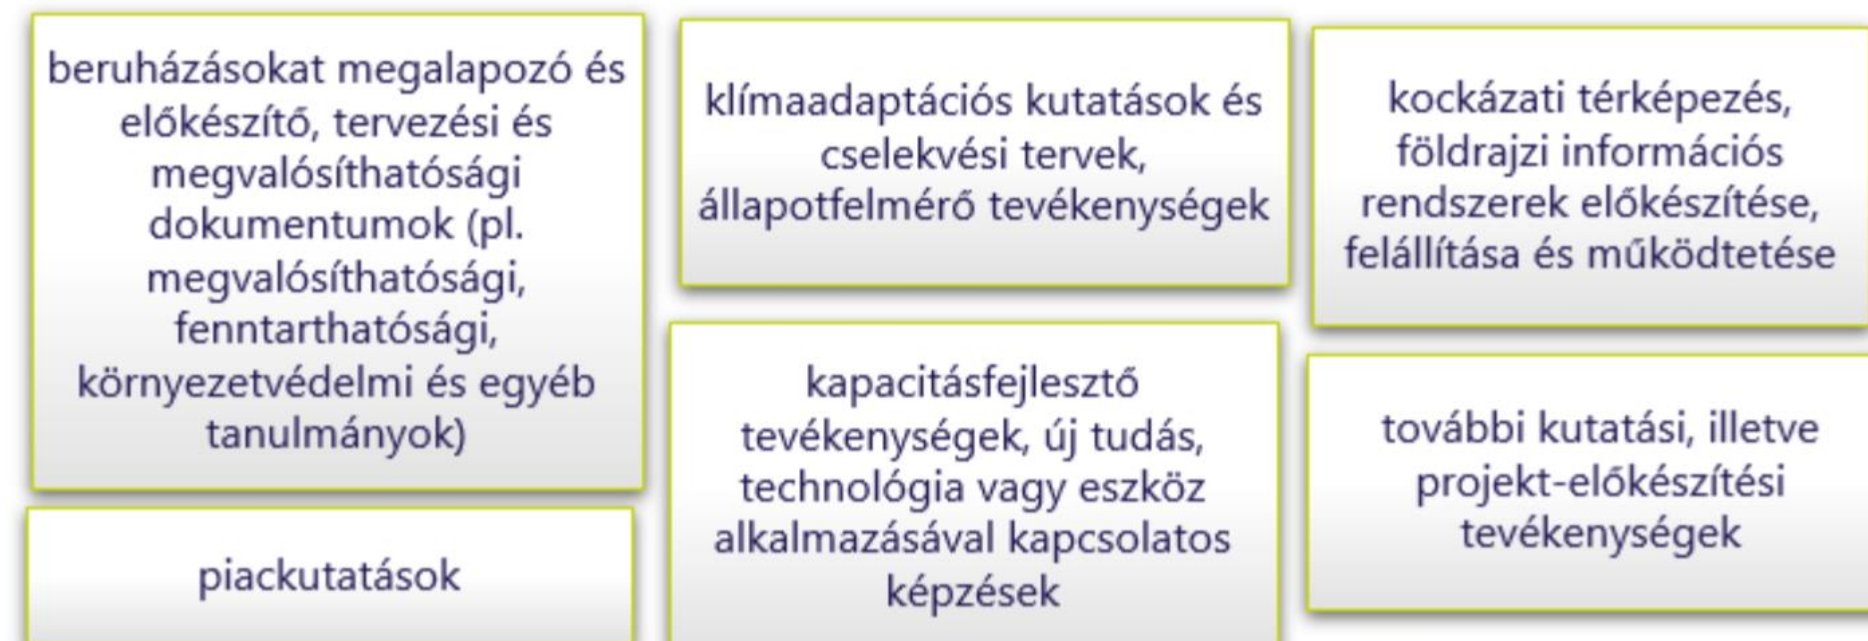 beruházásokat megalapozó és
előkészítő, tervezési és
megvalósíthatósági
dokumentumok (pl.
megvalósíthatósági,
fenntarthatósági,
környezetvédelmi és egyéb
tanulmányok)
piackutatások
klímaadaptációs kutatások és
cselekvési tervek,
állapotfelmérő tevékenységek
kapacitásfejlesztő
tevékenységek, új tudás,
technológia vagy eszköz
alkalmazásával kapcsolatos
képzések
kockázati térképezés,
földrajzi információs
rendszerek előkészítése,
felállítása és működtetése
további kutatási, illetve
projekt-előkészítési
tevékenységek